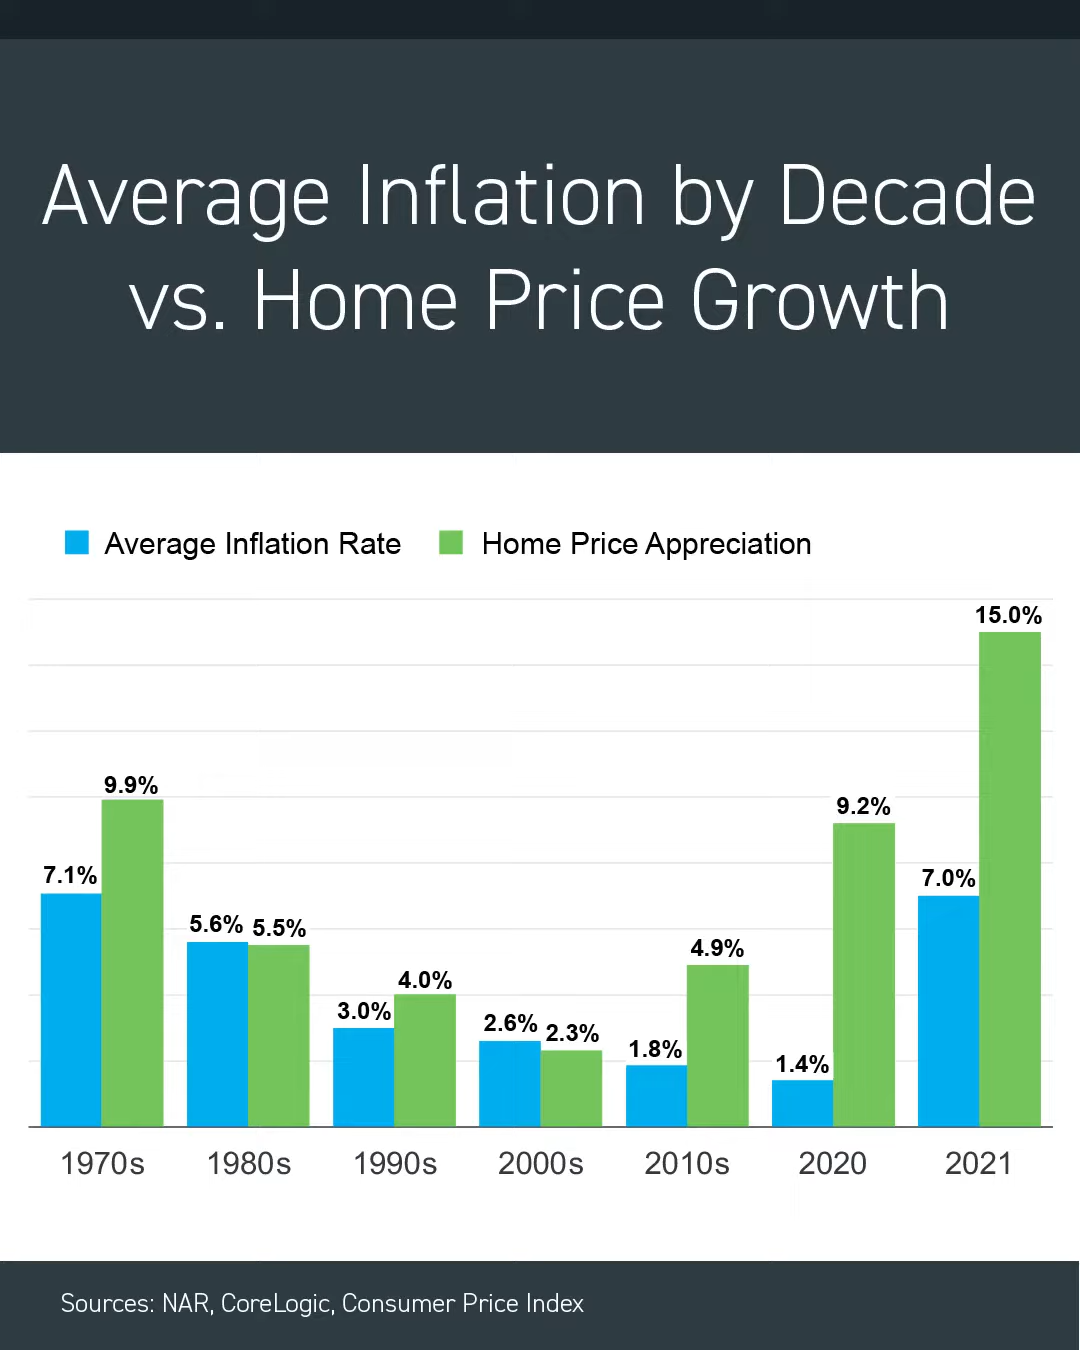 Average Inflation by Decade
vs. Home Price Growth
Average Inflation Rate
Home Price Appreciation
7.1%
9.9%
5.6%
5.5%
3.0%
4.0%
2.6%
2.3%
1.8%
4.9%
1.4%
9.2%
7.0%
15.0%
1970s
1980s
1990s
2000s
2010s
2020
2021
Sources: NAR, CoreLogic, Consumer Price Index